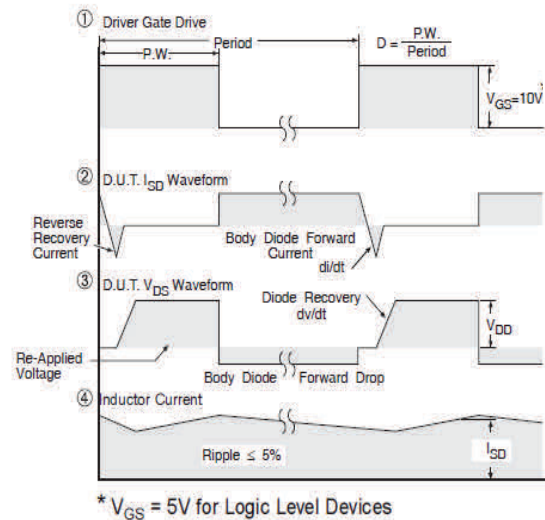 ① Driver Gate Drive
P.W.
Period
D = P.W. / Period
V_GS=10V*
② D.U.T. I_SD Waveform
Reverse
Recovery
Current
Body Diode Forward
Current
di/dt
③ D.U.T. V_DS Waveform
Diode Recovery
dv/dt
V_DD
Re-Applied
Voltage
Body Diode Forward Drop
④ Inductor Current
Ripple ≤ 5%
I_SD
* V_GS = 5V for Logic Level Devices